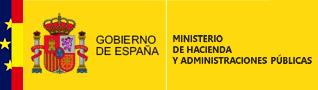 GOBIERNO
DE ESPAÑA
MINISTERIO
DE HACIENDA
Y ADMINISTRACIONES PÚBLICAS